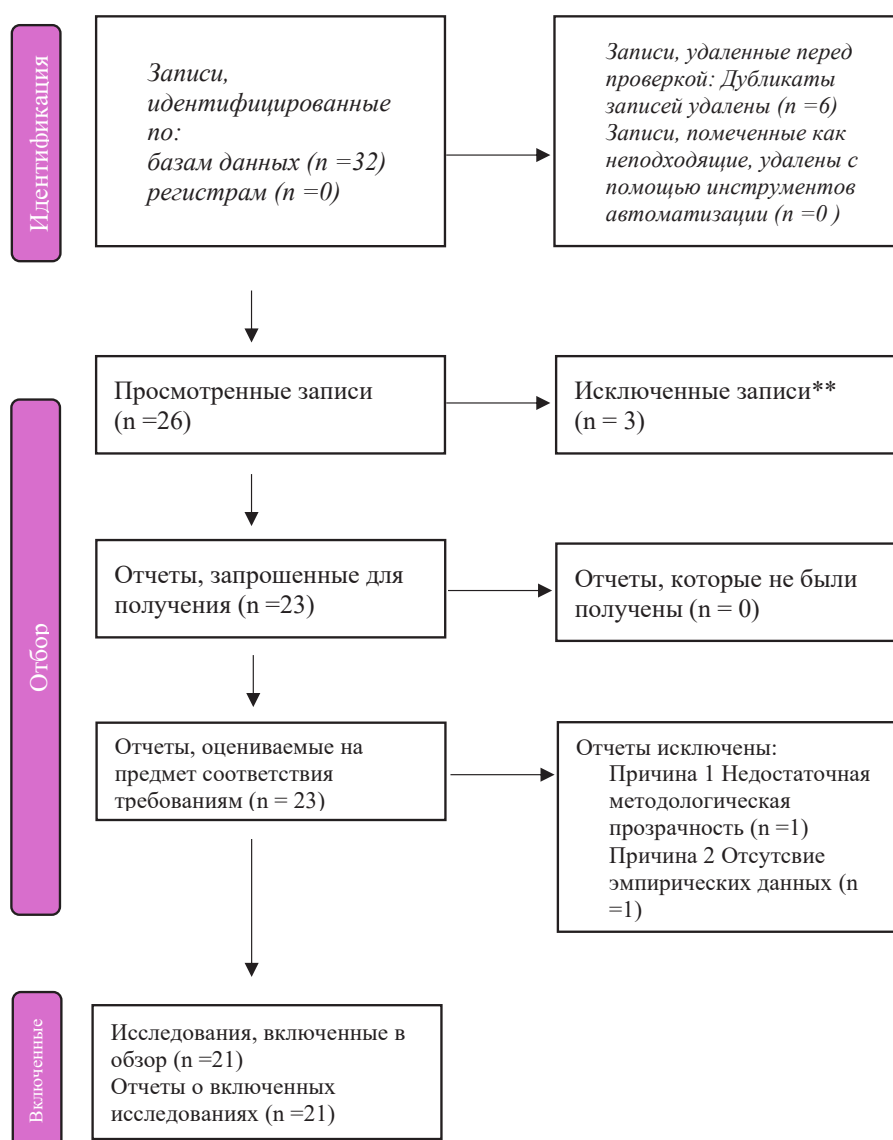 Идентификация
Записи,
идентифицированные
по:
базам данных (n =32)
регистрам (n =0)
Записи, удаленные перед
проверкой: Дубликаты
записей удалены (n =6)
Записи, помеченные как
неподходящие, удалены с
помощью инструментов
автоматизации (n =0 )
Отбор
Просмотренные записи
(n =26)
Исключенные записи**
(n = 3)
Отчеты, запрошенные для
получения (n =23)
Отчеты, которые не были
получены (n = 0)
Отчеты, оцениваемые на
предмет соответствия
требованиям (n = 23)
Отчеты исключены:
Причина 1 Недостаточная
методологическая
прозрачность (n =1)
Причина 2 Отсутсвие
эмпирических данных (n
=1)
Включенные
Исследования, включенные в
обзор (n =21)
Отчеты о включенных
исследованиях (n =21)